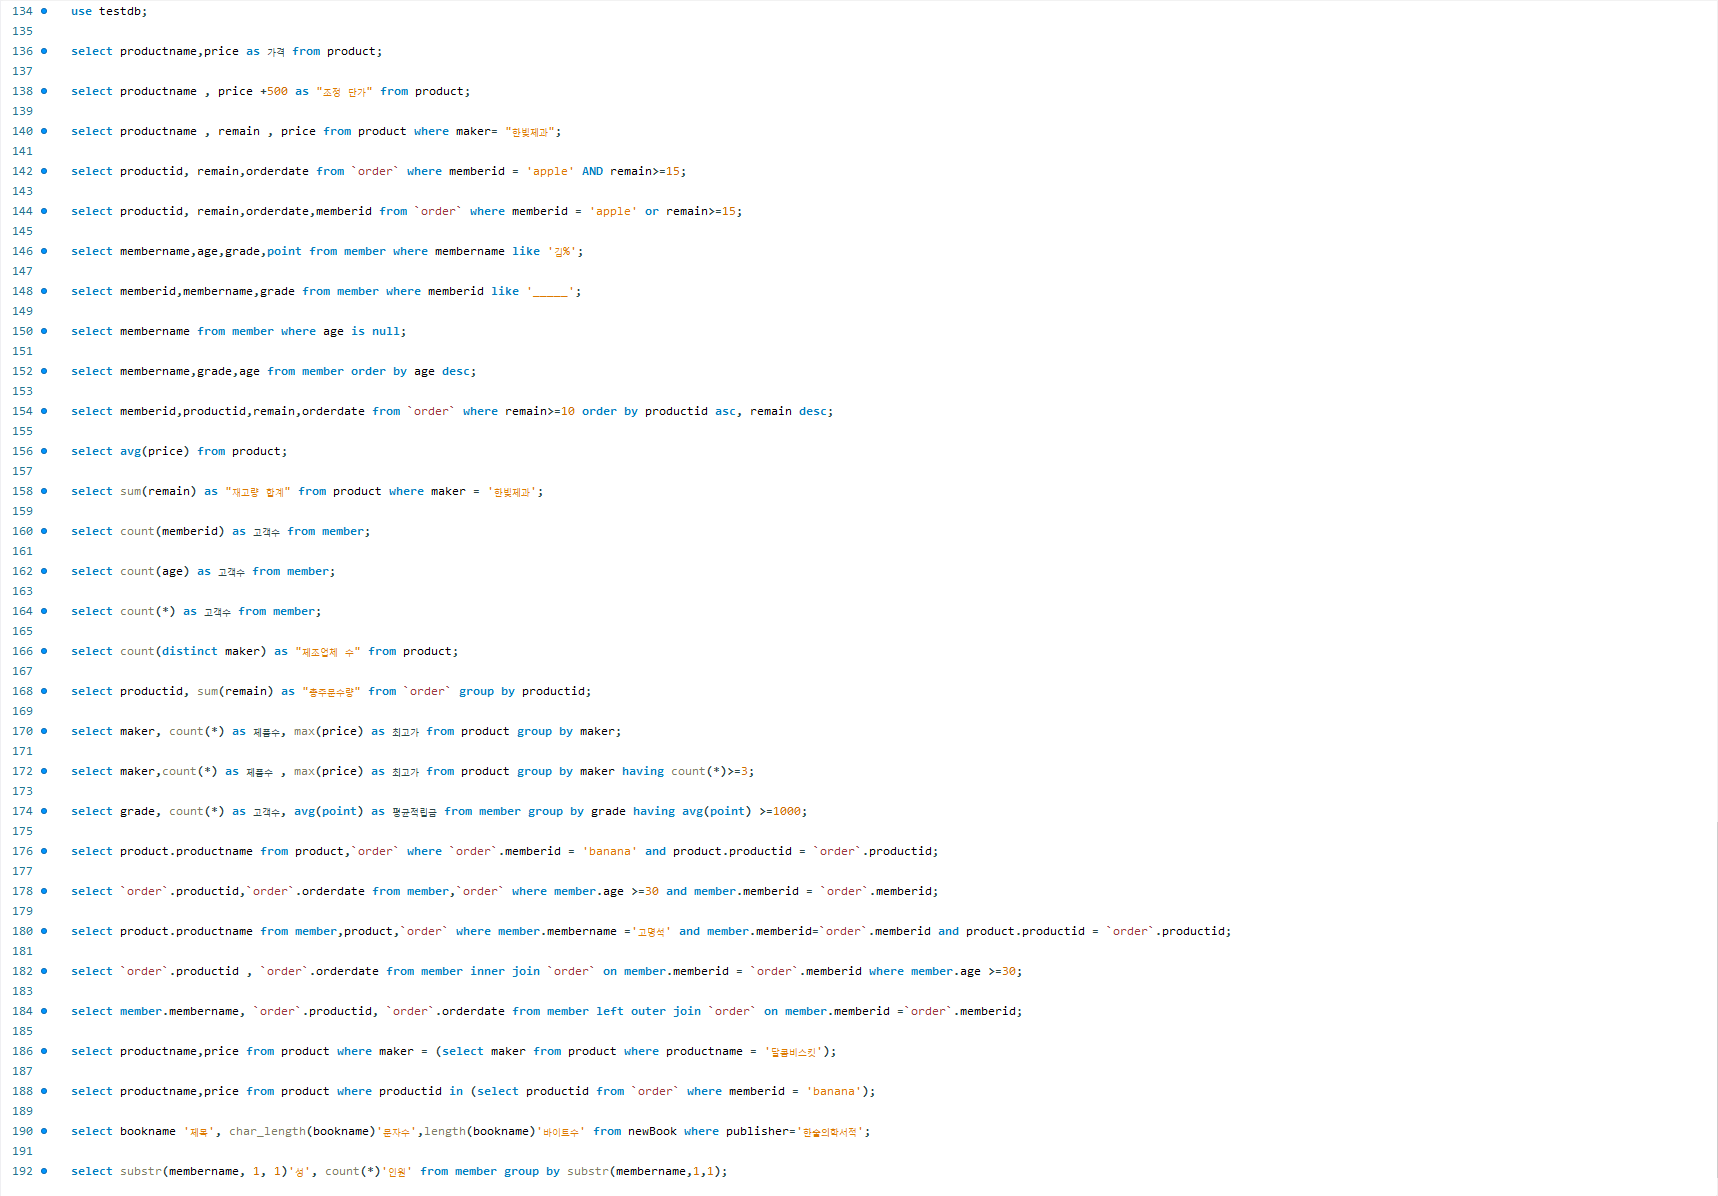 134 use testdb;
135
136 select productname,price as 가격 from product;
137
138 select productname , price +500 as "조정 단가" from product;
139
140 select productname , remain , price from product where maker= "한빛제과";
141
142 select productid, remain,orderdate from `order` where memberid = 'apple' AND remain>=15;
143
144 select productid, remain,orderdate,memberid from `order` where memberid = 'apple' or remain>=15;
145
146 select membername,age,grade,point from member where membername like '김%';
147
148 select memberid,membername,grade from member where memberid like '_____';
149
150 select membername from member where age is null;
151
152 select membername,grade,age from member order by age desc;
153
154 select memberid,productid,remain,orderdate from `order` where remain>=10 order by productid asc, remain desc;
155
156 select avg(price) from product;
157
158 select sum(remain) as "재고량 합계" from product where maker = '한빛제과';
159
160 select count(memberid) as 고객수 from member;
161
162 select count(age) as 고객수 from member;
163
164 select count(*) as 고객수 from member;
165
166 select count(distinct maker) as "제조업체 수" from product;
167
168 select productid, sum(remain) as "총주문수량" from `order` group by productid;
169
170 select maker, count(*) as 제품수, max(price) as 최고가 from product group by maker;
171
172 select maker,count(*) as 제품수 , max(price) as 최고가 from product group by maker having count(*)>=3;
173
174 select grade, count(*) as 고객수, avg(point) as 평균적립금 from member group by grade having avg(point) >=1000;
175
176 select product.productname from product,`order` where `order`.memberid = 'banana' and product.productid = `order`.productid;
177
178 select `order`.productid,`order`.orderdate from member,`order` where member.age >=30 and member.memberid = `order`.memberid;
179
180 select product.productname from member,product,`order` where member.membername ='고명석' and member.memberid=`order`.memberid and product.productid = `order`.productid;
181
182 select `order`.productid , `order`.orderdate from member inner join `order` on member.memberid = `order`.memberid where member.age >=30;
183
184 select member.membername, `order`.productid, `order`.orderdate from member left outer join `order` on member.memberid =`order`.memberid;
185
186 select productname,price from product where maker = (select maker from product where productname = '달콤비스킷');
187
188 select productname,price from product where productid in (select productid from `order` where memberid = 'banana');
189
190 select bookname '제목', char_length(bookname)'문자수',length(bookname)'바이트수' from newBook where publisher='한솔의학서적';
191
192 select substr(membername, 1, 1)'성', count(*)'인원' from member group by substr(membername,1,1);